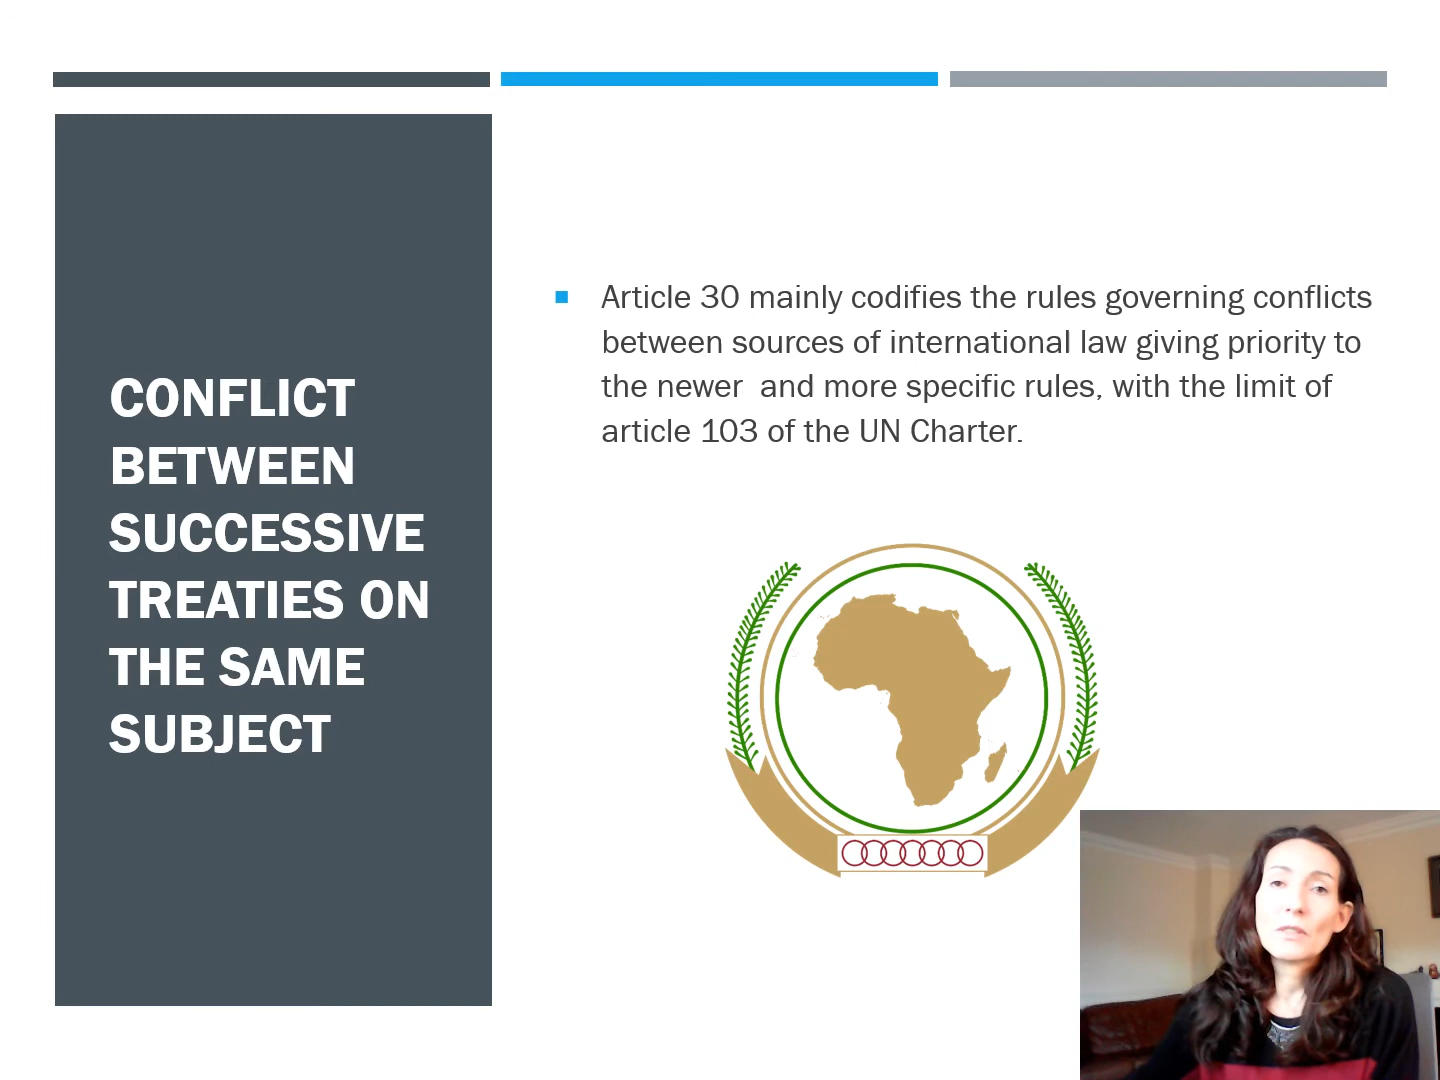 CONFLICT
BETWEEN
SUCCESSIVE
TREATIES ON
THE SAME
SUBJECT
Article 30 mainly codifies the rules governing conflicts
between sources of international law giving priority to
the newer  and more specific rules, with the limit of
article 103 of the UN Charter.